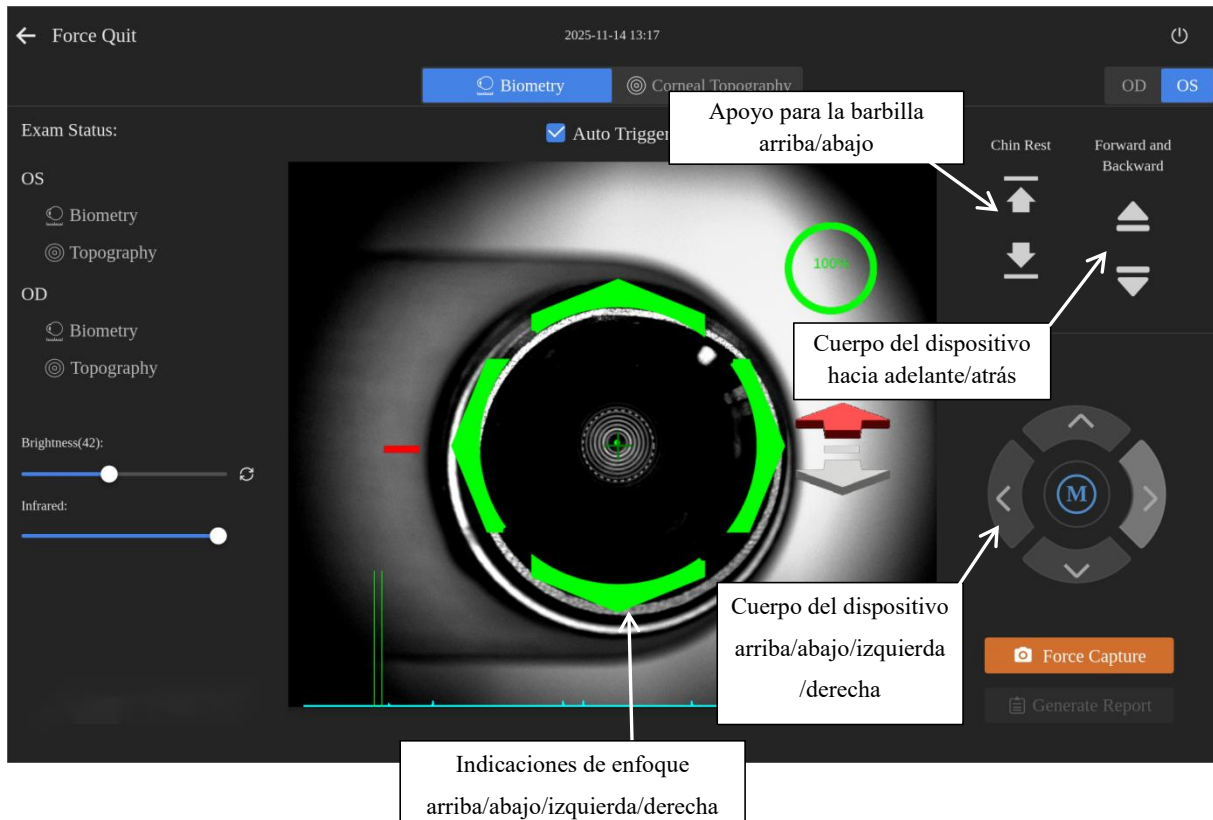 Force Quit
2025-11-14 13:17
Biometry
Corneal Topography
OD
OS
Exam Status:
Auto Trigger
Apoyo para la barbilla
arriba/abajo
Chin Rest
Forward and
Backward
OS
Biometry
Topography
OD
Biometry
Topography
100%
Cuerpo del dispositivo
hacia adelante/atrás
Brightness(42):
Infrared:
M
Cuerpo del dispositivo
arriba/abajo/izquierda
/derecha
Force Capture
Generate Report
Indicaciones de enfoque
arriba/abajo/izquierda/derecha